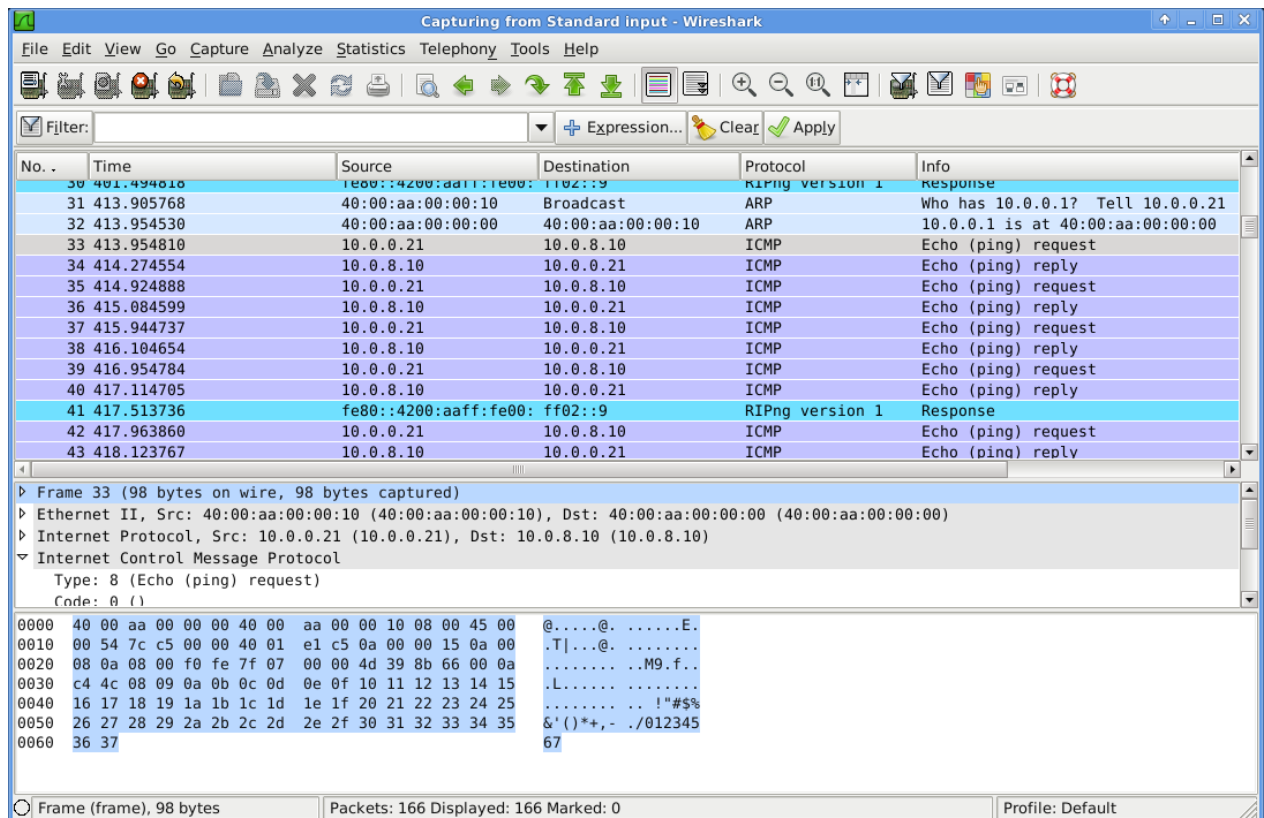 Capturing from Standard input - Wireshark
File Edit View Go Capture Analyze Statistics Telephony Tools Help
Filter: Expression... Clear Apply
No. . Time Source Destination Protocol Info
30 401.494818 fe80::4200:aaff:fe00: ff02::9 RIPng version 1 Response
31 413.905768 40:00:aa:00:00:10 Broadcast ARP Who has 10.0.0.1? Tell 10.0.0.21
32 413.954530 40:00:aa:00:00:00 40:00:aa:00:00:10 ARP 10.0.0.1 is at 40:00:aa:00:00:00
33 413.954810 10.0.0.21 10.0.8.10 ICMP Echo (ping) request
34 414.274554 10.0.8.10 10.0.0.21 ICMP Echo (ping) reply
35 414.924888 10.0.0.21 10.0.8.10 ICMP Echo (ping) request
36 415.084599 10.0.8.10 10.0.0.21 ICMP Echo (ping) reply
37 415.944737 10.0.0.21 10.0.8.10 ICMP Echo (ping) request
38 416.104654 10.0.8.10 10.0.0.21 ICMP Echo (ping) reply
39 416.954784 10.0.0.21 10.0.8.10 ICMP Echo (ping) request
40 417.114705 10.0.8.10 10.0.0.21 ICMP Echo (ping) reply
41 417.513736 fe80::4200:aaff:fe00: ff02::9 RIPng version 1 Response
42 417.963860 10.0.0.21 10.0.8.10 ICMP Echo (ping) request
43 418.123767 10.0.8.10 10.0.0.21 ICMP Echo (ping) reply
Frame 33 (98 bytes on wire, 98 bytes captured)
Ethernet II, Src: 40:00:aa:00:00:10 (40:00:aa:00:00:10), Dst: 40:00:aa:00:00:00 (40:00:aa:00:00:00)
Internet Protocol, Src: 10.0.0.21 (10.0.0.21), Dst: 10.0.8.10 (10.0.8.10)
Internet Control Message Protocol
Type: 8 (Echo (ping) request)
Code: 0 ()
0000 40 00 aa 00 00 00 40 00 aa 00 00 10 08 00 45 00 @.....@. ......E.
0010 00 54 7c c5 00 00 40 01 e1 c5 0a 00 00 15 0a 00 .T|...@. ........
0020 08 0a 08 00 f0 fe 7f 07 00 00 4d 39 8b 66 00 0a ........ ..M9.f..
0030 c4 4c 08 09 0a 0b 0c 0d 0e 0f 10 11 12 13 14 15 .L...... ........
0040 16 17 18 19 1a 1b 1c 1d 1e 1f 20 21 22 23 24 25 ........ .. !"#$%
0050 26 27 28 29 2a 2b 2c 2d 2e 2f 30 31 32 33 34 35 &'()*+,- ./012345
0060 36 37 67
Frame (frame), 98 bytes Packets: 166 Displayed: 166 Marked: 0 Profile: Default